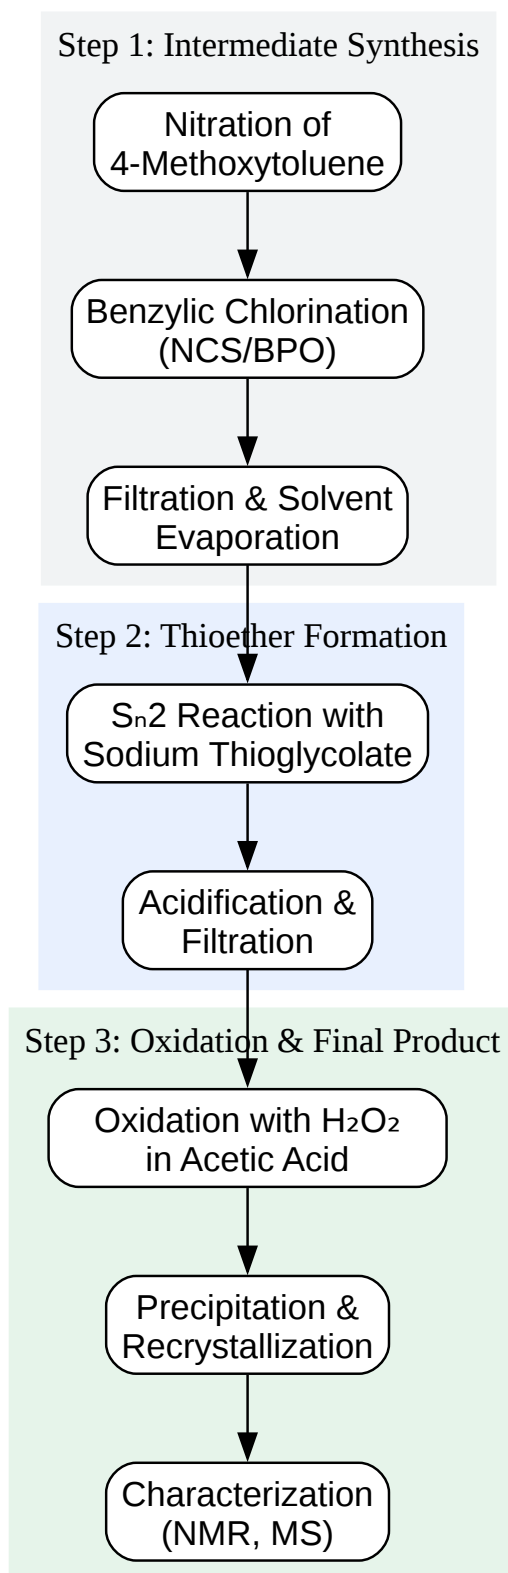 Step 1: Intermediate Synthesis
Nitration of
4-Methoxytoluene
Benzylic Chlorination
(NCS/BPO)
Filtration & Solvent
Evaporation
Step 2: Thioether Formation
Sₙ2 Reaction with
Sodium Thioglycolate
Acidification &
Filtration
Step 3: Oxidation & Final Product
Oxidation with H₂O₂
in Acetic Acid
Precipitation &
Recrystallization
Characterization
(NMR, MS)